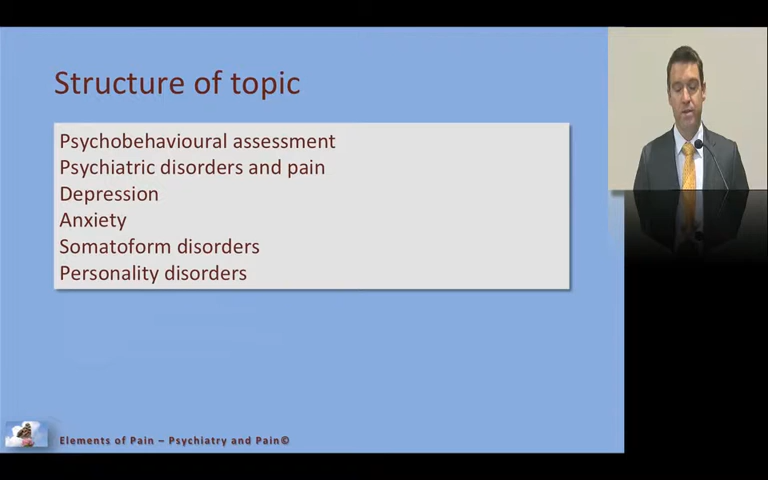 Structure of topic
Psychobehavioural assessment
Psychiatric disorders and pain
Depression
Anxiety
Somatoform disorders
Personality disorders
Elements of Pain – Psychiatry and Pain©